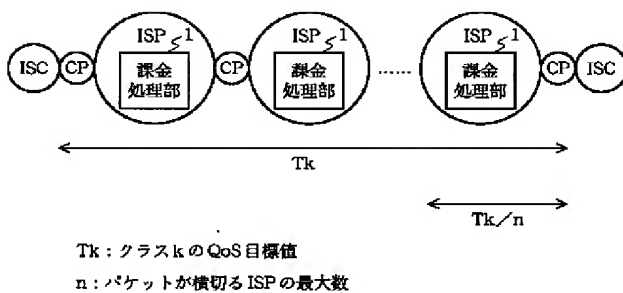 ISC CP ISP 1 課金処理部 CP ISP 1 課金処理部 …… ISP 1 課金処理部 CP ISC
Tk
Tk/n
Tk:クラスkのQoS目標値
n:パケットが横切るISPの最大数